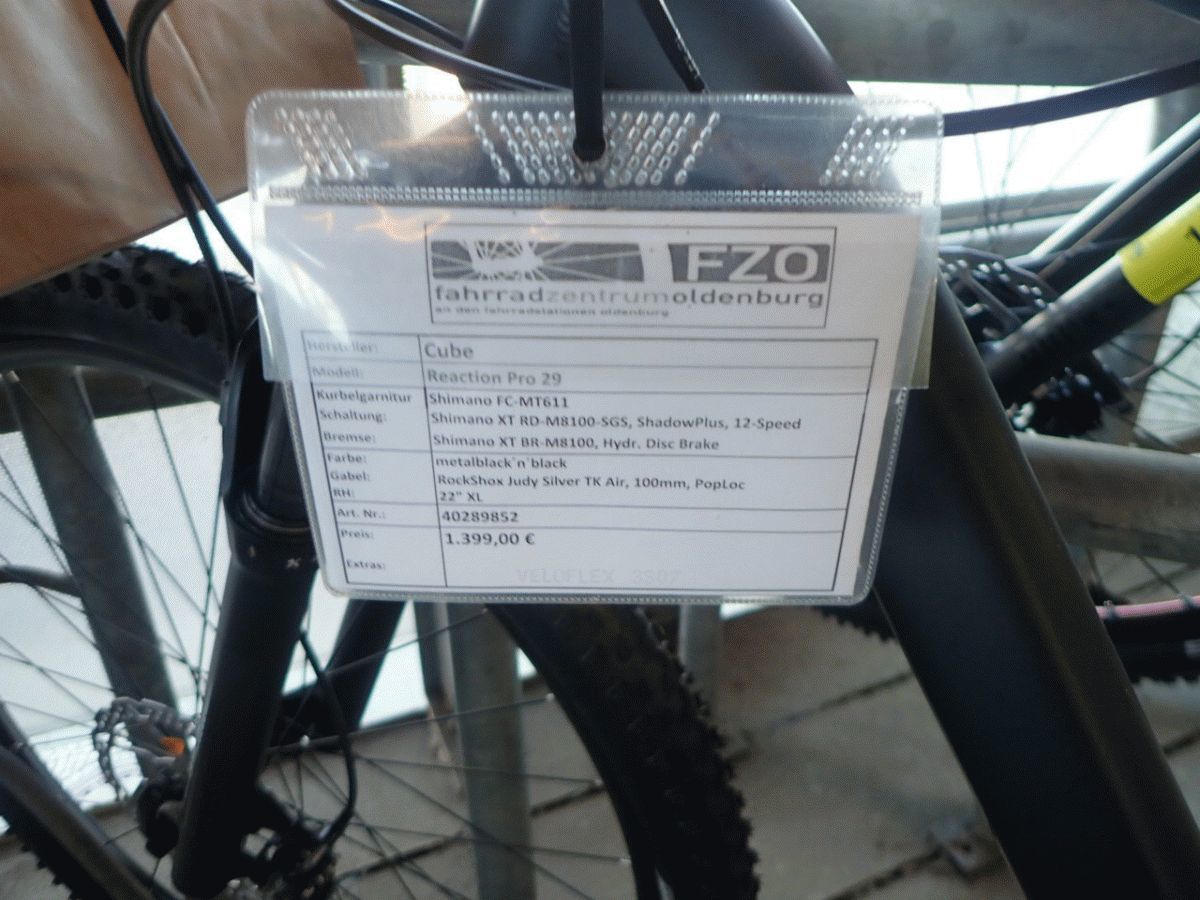 FZO
fahrradzentrumoldenburg
an den fahrradstationen oldenburg
Hersteller: Cube
Modell: Reaction Pro 29
Kurbelgarnitur Shimano FC-MT611
Schaltung: Shimano XT RD-M8100-SGS, ShadowPlus, 12-Speed
Bremse: Shimano XT BR-M8100, Hydr. Disc Brake
Farbe: metalblack´n´black
Gabel: RockShox Judy Silver TK Air, 100mm, PopLoc
RH: 22" XL
Art. Nr.: 40289852
Preis: 1.399,00 €
Extras:
VELOFLEX 3507